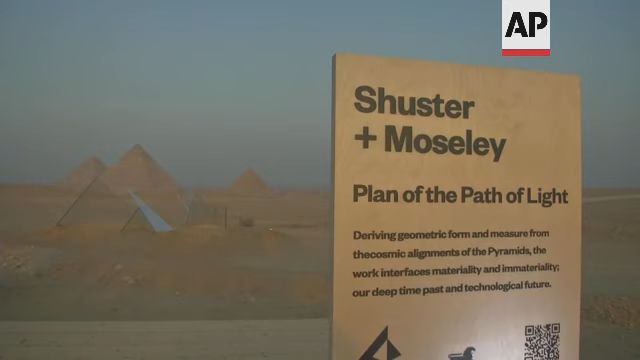 AP
Shuster
+ Moseley
Plan of the Path of Light
Deriving geometric form and measure from
thecosmic alignments of the Pyramids, the
work interfaces materiality and immateriality;
our deep time past and technological future.